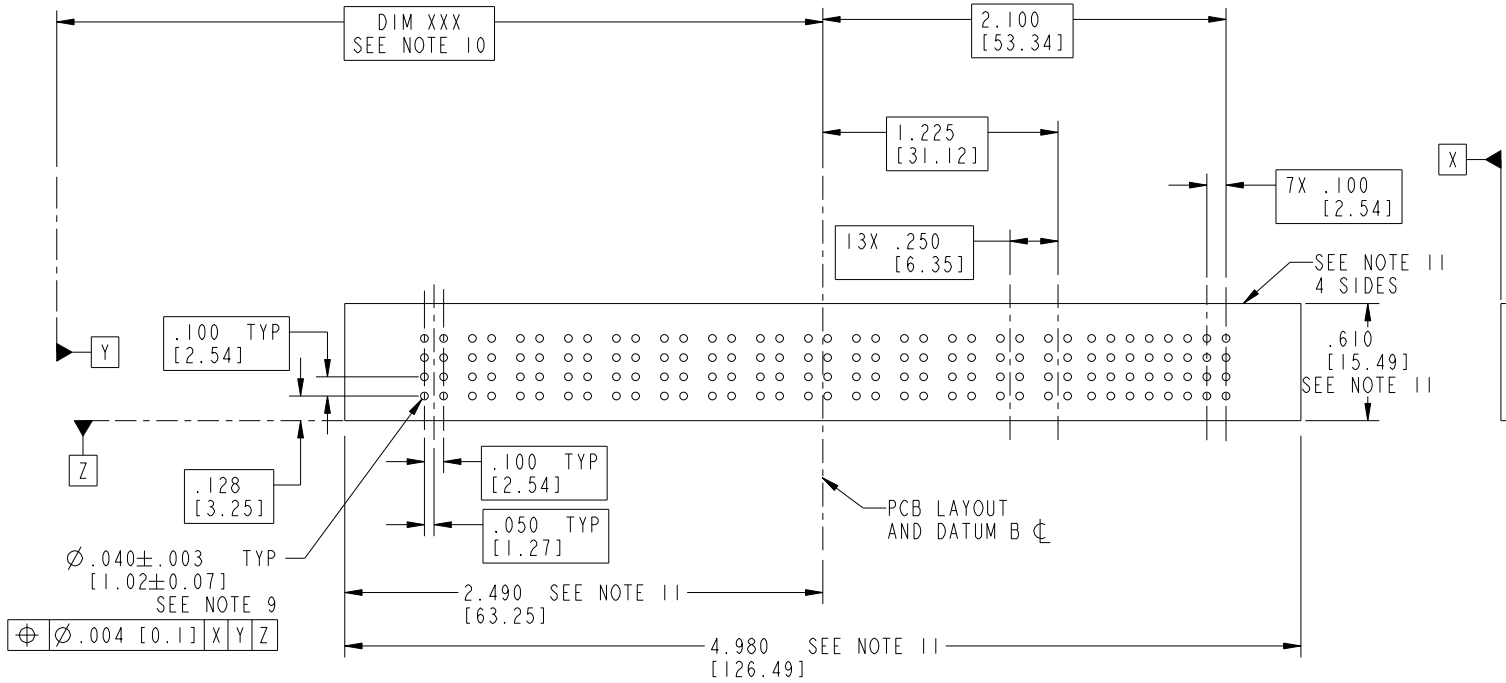 DIM XXX
SEE NOTE 10
2.100
[53.34]
1.225
[31.12]
X
7X .100
[2.54]
13X .250
[6.35]
SEE NOTE 11
4 SIDES
.100 TYP
[2.54]
Y
.610
[15.49]
SEE NOTE 11
Z
.128
[3.25]
.100 TYP
[2.54]
.050 TYP
[1.27]
PCB LAYOUT
AND DATUM B ℄
Ø.040±.003 TYP
[1.02±0.07]
SEE NOTE 9
⌖ Ø.004 [0.1] X Y Z
2.490 SEE NOTE 11
[63.25]
4.980 SEE NOTE 11
[126.49]